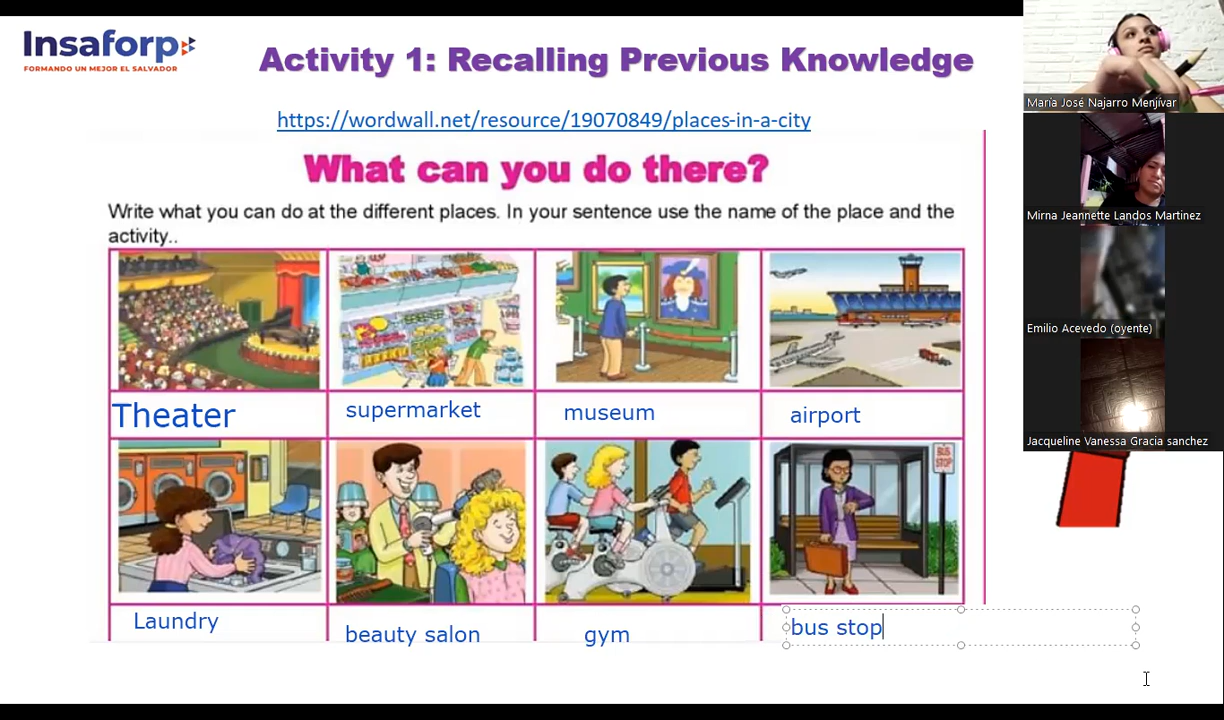 Insaforp
FORMANDO UN MEJOR EL SALVADOR
Activity 1: Recalling Previous Knowledge
https://wordwall.net/resource/19070849/places-in-a-city
What can you do there?
Write what you can do at the different places. In your sentence use the name of the place and the
activity..
Theater
supermarket
museum
airport
BUS
STOP
Laundry
beauty salon
gym
bus stop
María José Najarro Menjívar
Mirna Jeannette Landos Martinez
Emilio Acevedo (oyente)
Jacqueline Vanessa Gracia sanchez